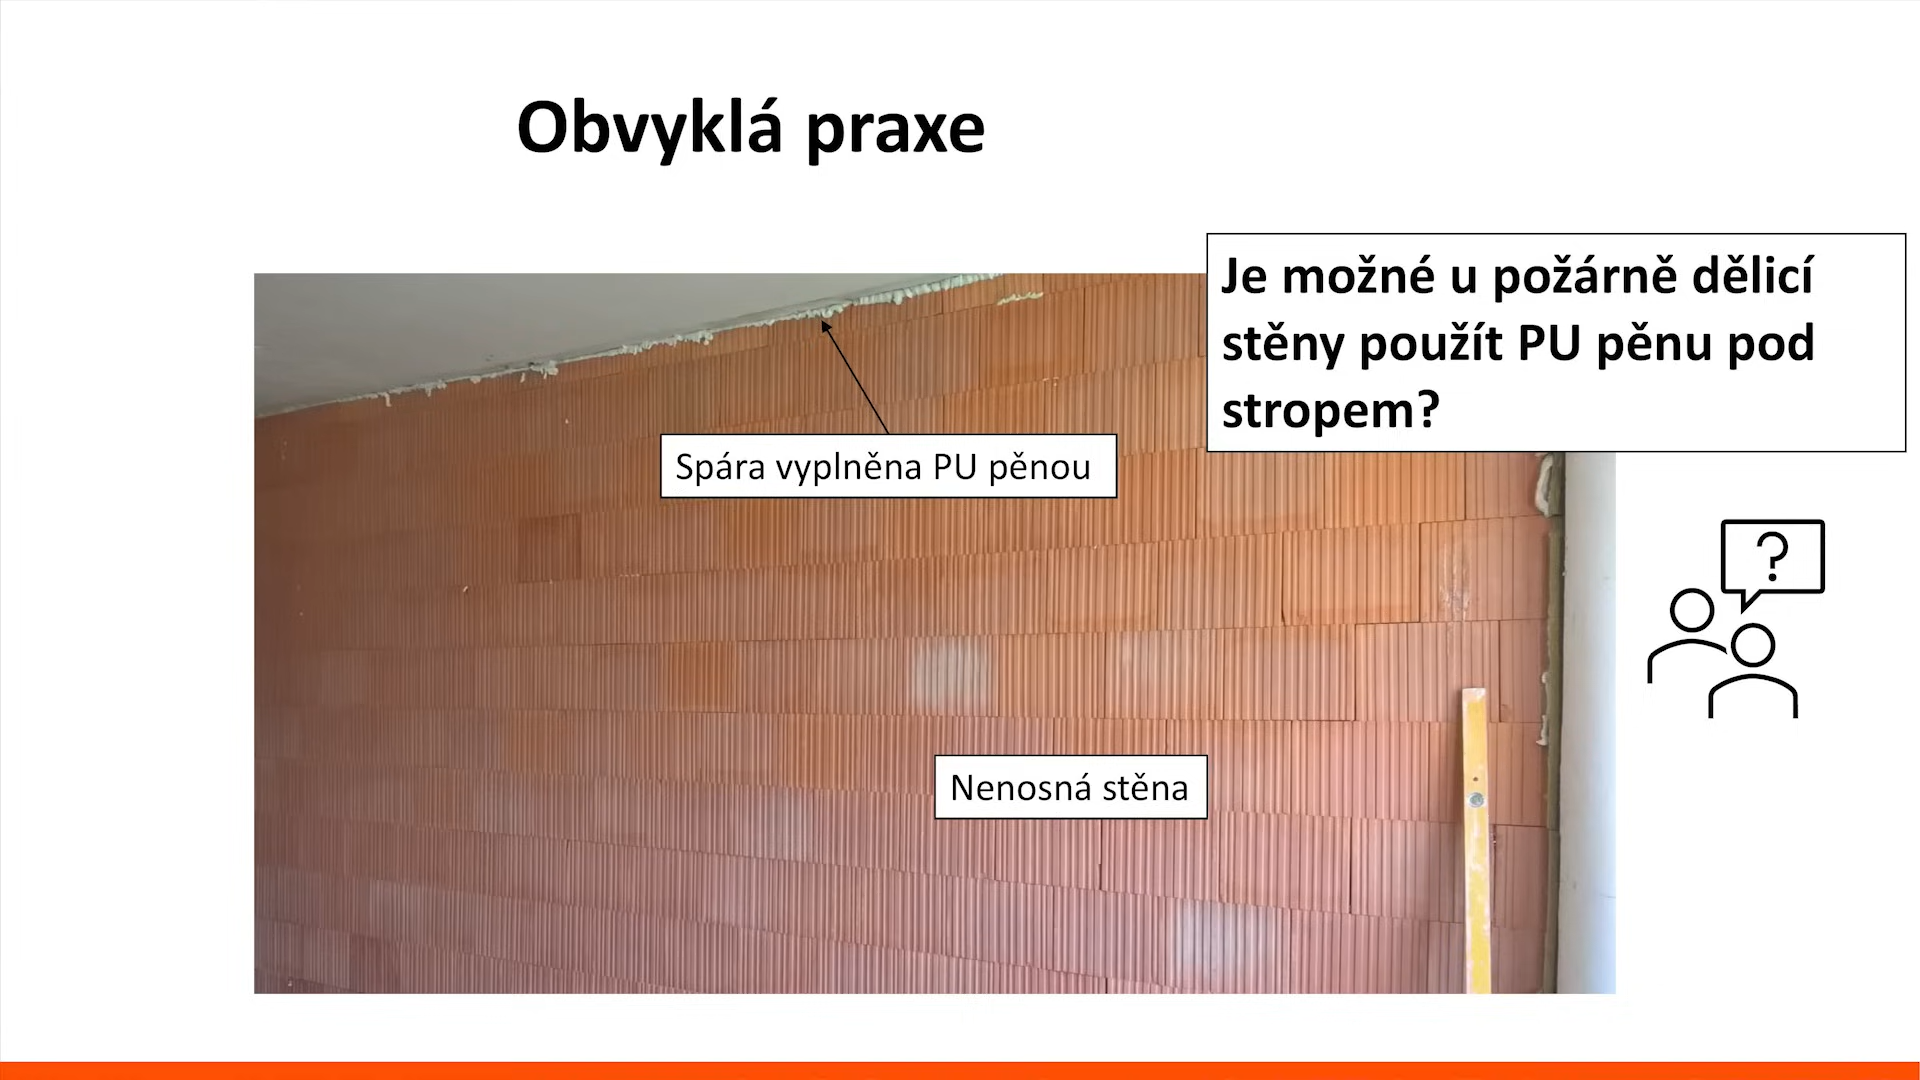 Obvyklá praxe
Je možné u požárně dělicí
stěny použít PU pěnu pod
stropem?
Spára vyplněna PU pěnou
?
Nenosná stěna